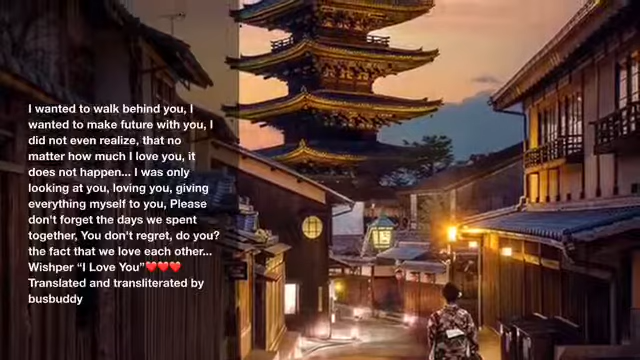 I wanted to walk behind you, I
wanted to make future with you, I
did not even realize, that no
matter how much I love you, it
does not happen... I was only
looking at you, loving you, giving
everything myself to you, Please
don't forget the days we spent
together, You don't regret, do you?
the fact that we love each other...
Wishper “I Love You”❤️❤️❤️
Translated and transliterated by
busbuddy